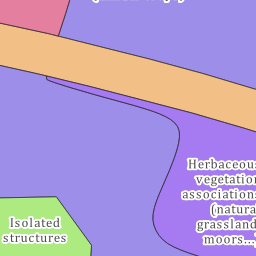 Herbaceous
vegetation
associations
(natural
grassland,
moors...)
Isolated
structures